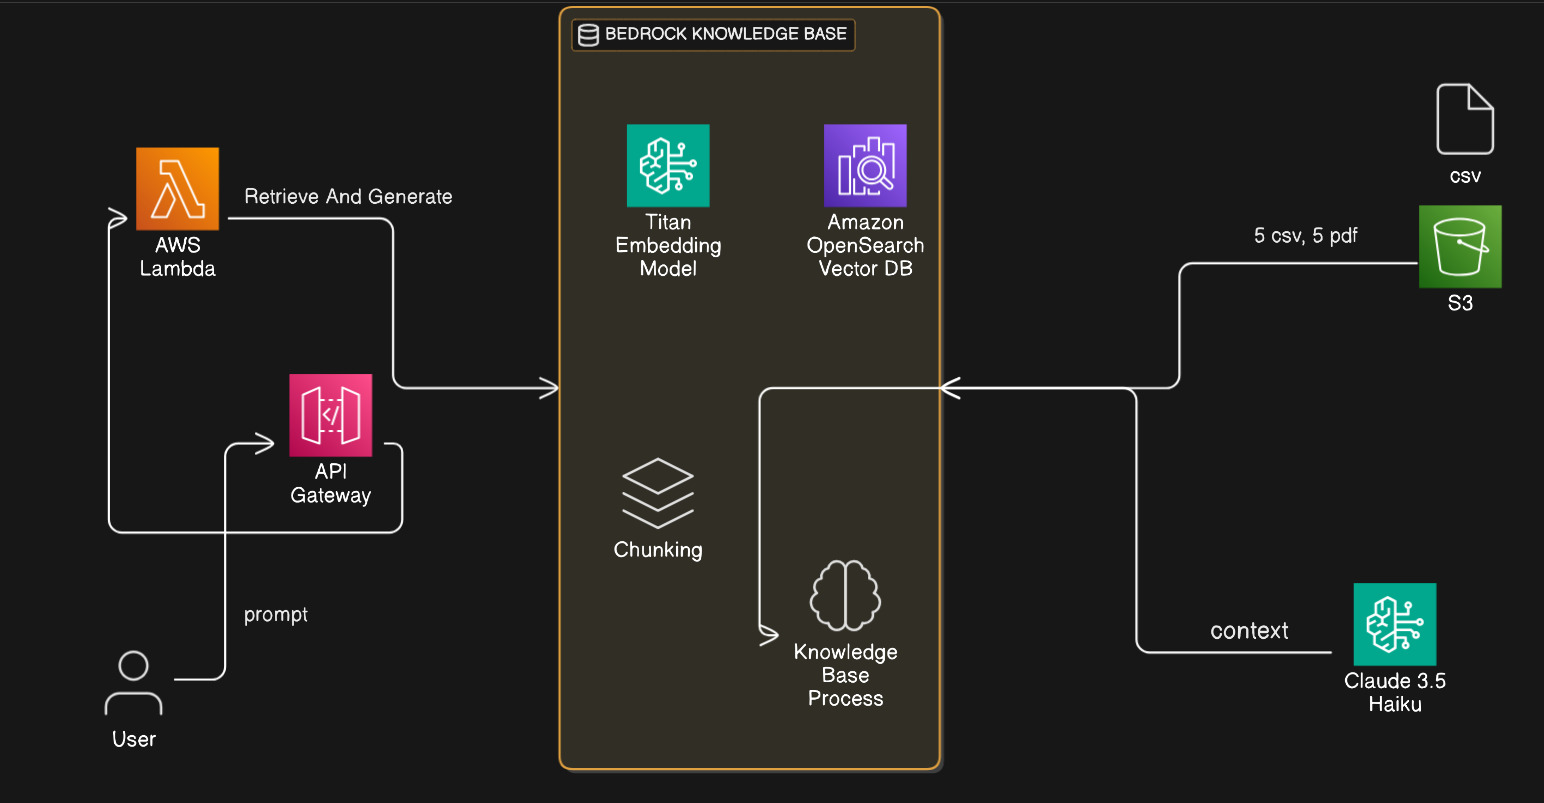 BEDROCK KNOWLEDGE BASE
Titan
Embedding
Model
Amazon
OpenSearch
Vector DB
csv
Retrieve And Generate
AWS
Lambda
5 csv, 5 pdf
S3
API
Gateway
Chunking
prompt
Knowledge
Base
Process
context
Claude 3.5
Haiku
User